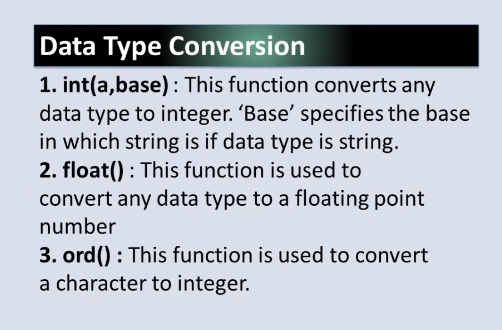 Data Type Conversion
1. int(a,base) : This function converts any
data type to integer. ‘Base’ specifies the base
in which string is if data type is string.
2. float() : This function is used to
convert any data type to a floating point
number
3. ord() : This function is used to convert
a character to integer.